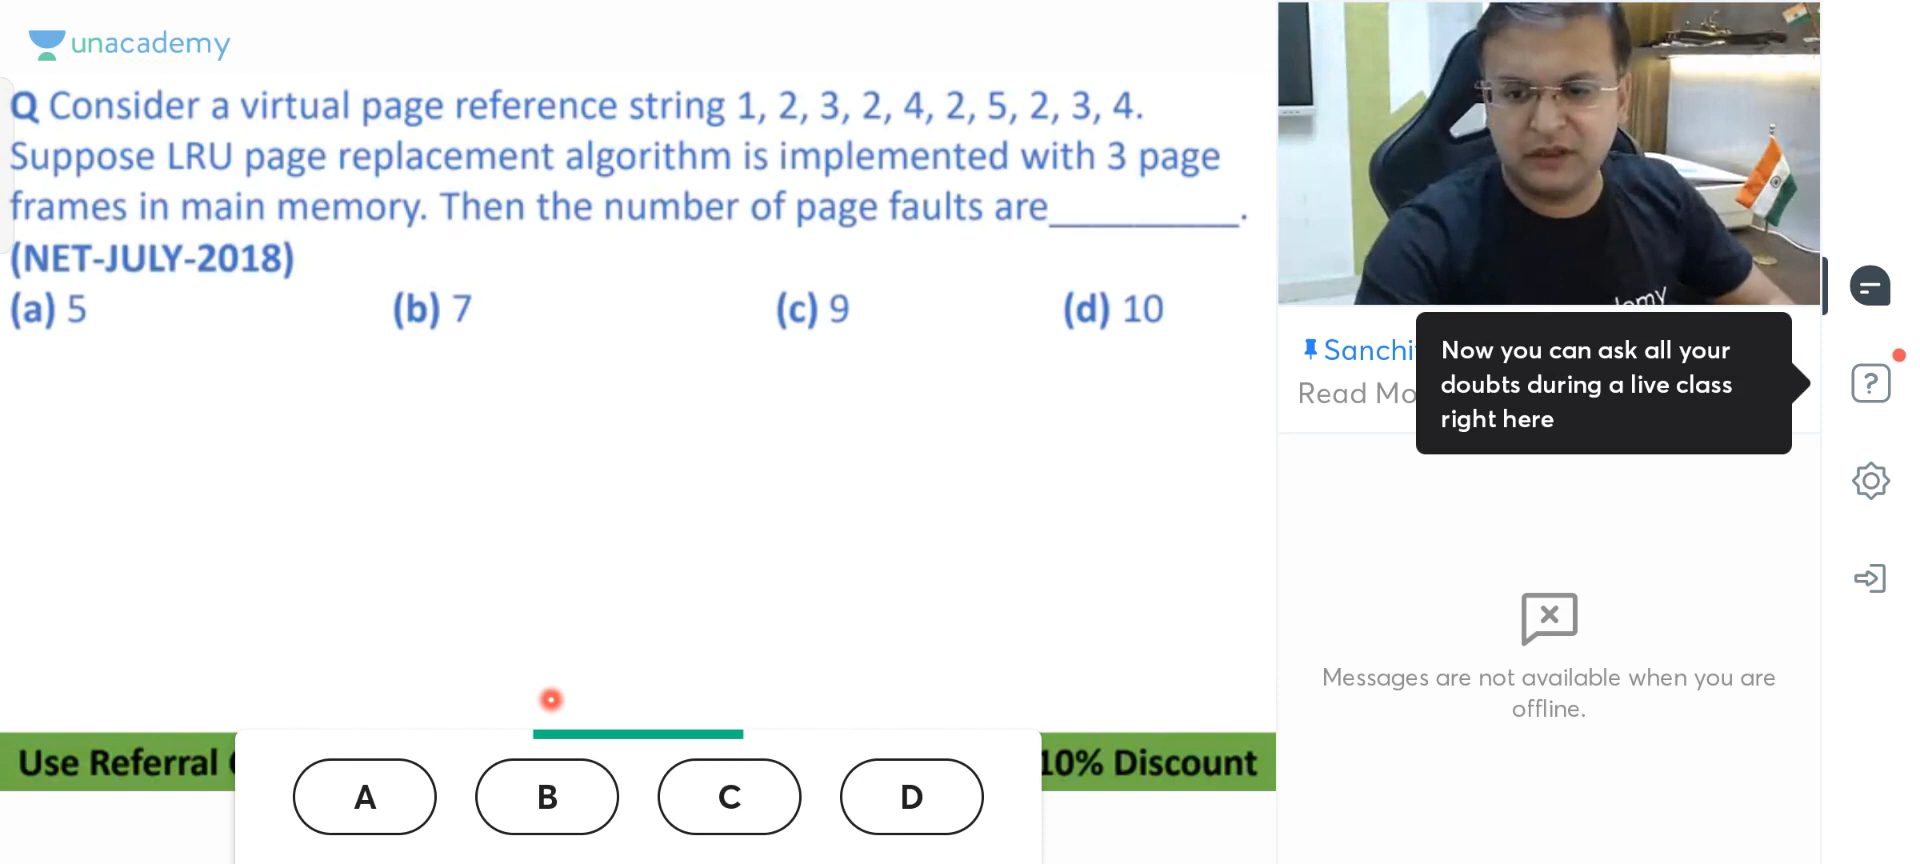 unacademy
Q Consider a virtual page reference string 1, 2, 3, 2, 4, 2, 5, 2, 3, 4.
Suppose LRU page replacement algorithm is implemented with 3 page
frames in main memory. Then the number of page faults are__________.
(NET-JULY-2018)
(a) 5 (b) 7 (c) 9 (d) 10
Sanchi
Read Mo
Now you can ask all your
doubts during a live class
right here
?
Messages are not available when you are
offline.
Use Referral
10% Discount
A B C D